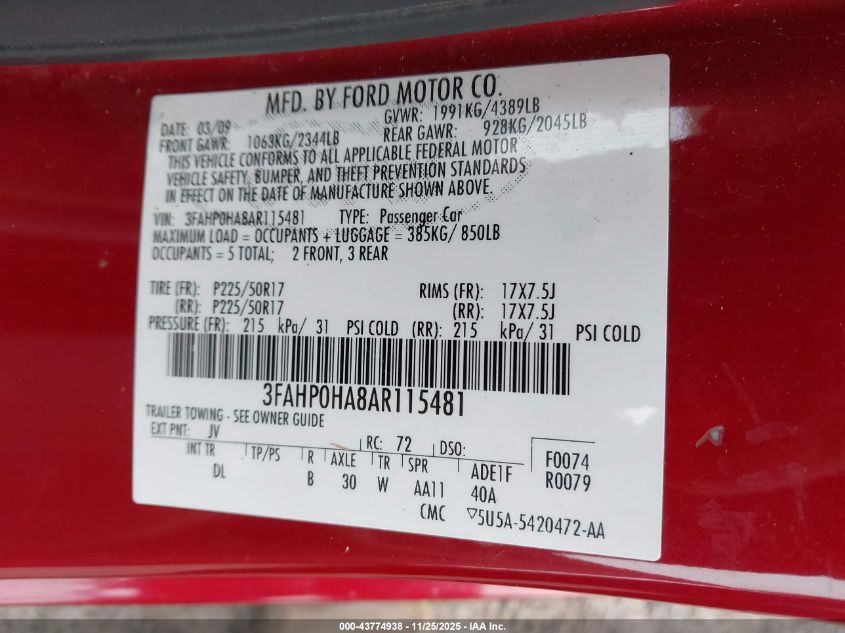 MFD. BY FORD MOTOR CO.
DATE: 03/09 GVWR: 1991KG/4389LB
FRONT GAWR: 1063KG/2344LB REAR GAWR: 928KG/2045LB
THIS VEHICLE CONFORMS TO ALL APPLICABLE FEDERAL MOTOR
VEHICLE SAFETY, BUMPER, AND THEFT PREVENTION STANDARDS
IN EFFECT ON THE DATE OF MANUFACTURE SHOWN ABOVE.
VIN: 3FAHP0HA8AR115481 TYPE: Passenger Car
MAXIMUM LOAD = OCCUPANTS + LUGGAGE = 385KG/ 850LB
OCCUPANTS = 5 TOTAL; 2 FRONT, 3 REAR
TIRE (FR): P225/50R17 RIMS (FR): 17X7.5J
(RR): P225/50R17 (RR): 17X7.5J
PRESSURE (FR): 215 kPa/ 31 PSI COLD (RR): 215 kPa/ 31 PSI COLD
3FAHP0HA8AR115481
TRAILER TOWING - SEE OWNER GUIDE
EXT PNT: JV RC: 72 DSO:
INT TR TP/PS R AXLE TR SPR ADE1F F0074
DL B 30 W AA11 40A R0079
CMC ▽5U5A-5420472-AA
000-43774938 - 11/25/2025 - IAA Inc.